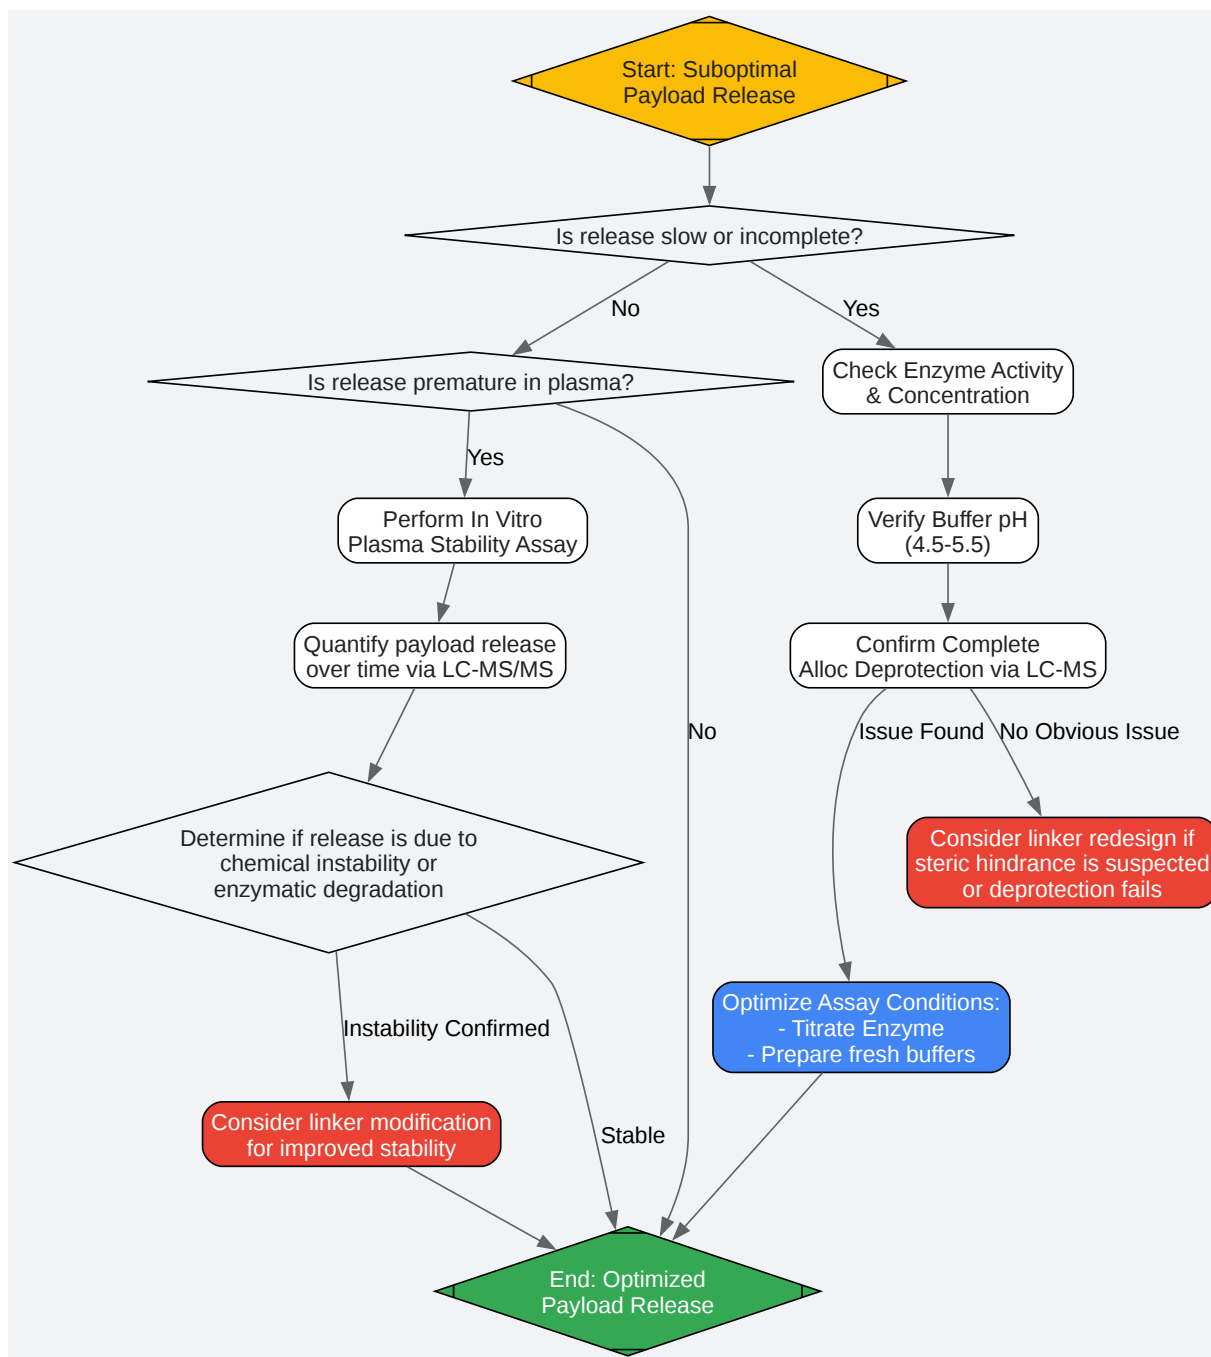 Start: Suboptimal
Payload Release
Is release slow or incomplete?
No
Yes
Is release premature in plasma?
Check Enzyme Activity
& Concentration
Yes
Perform In Vitro
Plasma Stability Assay
Verify Buffer pH
(4.5-5.5)
Quantify payload release
over time via LC-MS/MS
Confirm Complete
Alloc Deprotection via LC-MS
No
Issue Found
No Obvious Issue
Determine if release is due to
chemical instability or
enzymatic degradation
Consider linker redesign if
steric hindrance is suspected
or deprotection fails
Instability Confirmed
Optimize Assay Conditions:
- Titrate Enzyme
- Prepare fresh buffers
Consider linker modification
for improved stability
Stable
End: Optimized
Payload Release